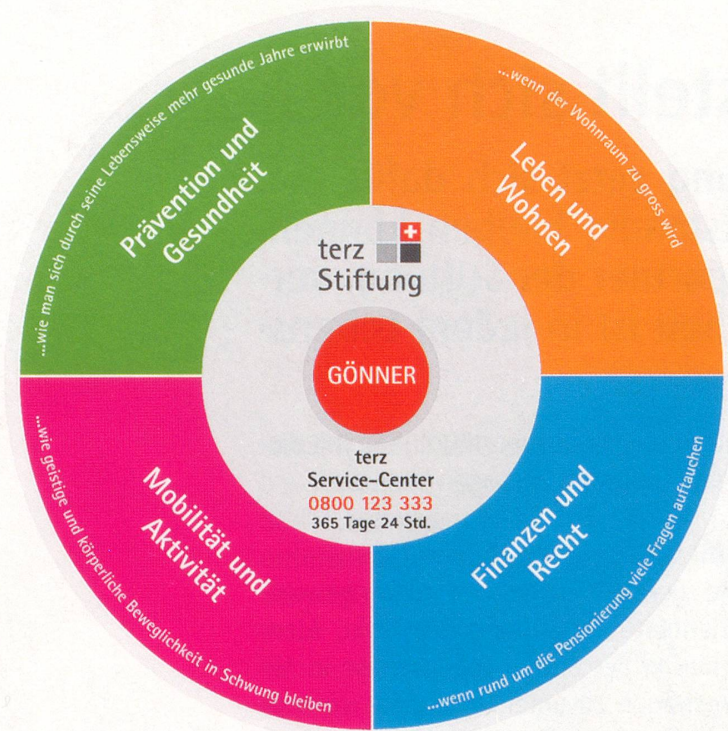 ...wie man sich durch seine Lebensweise mehr gesunde Jahre erwirbt
Prävention und
Gesundheit
...wenn der Wohnraum zu gross wird
Leben und
Wohnen
terz
Stiftung
GÖNNER
terz
Service-Center
0800 123 333
365 Tage 24 Std.
...wie geistige und körperliche Beweglichkeit in Schwung bleiben
Mobilität und
Aktivität
Finanzen und
Recht
...wenn rund um die Pensionierung viele Fragen auftauchen